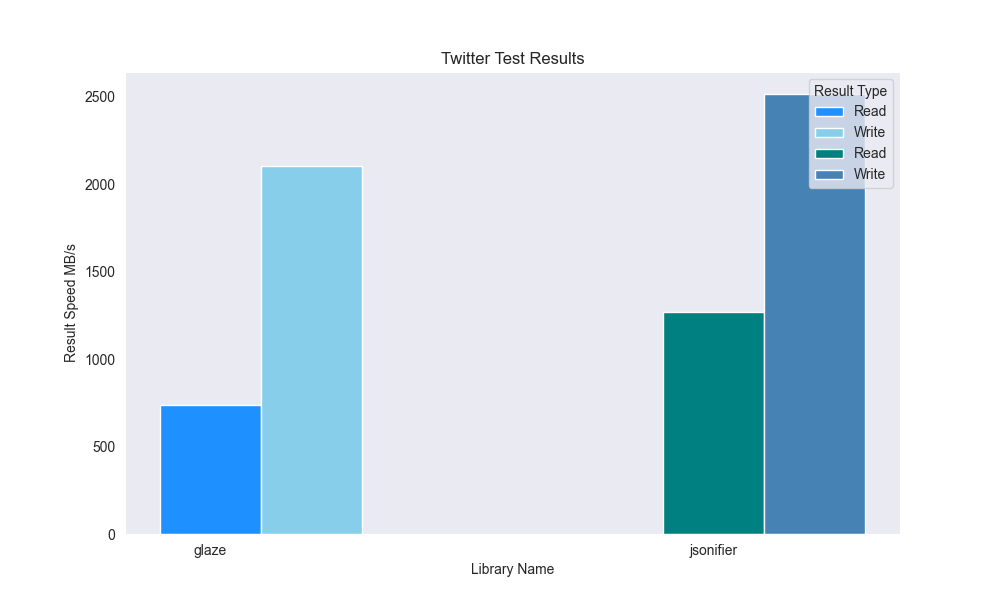 Twitter Test Results
Result Type
Read
Write
Read
Write
2500
2000
1500
1000
500
0
Result Speed MB/s
glaze
jsonifier
Library Name